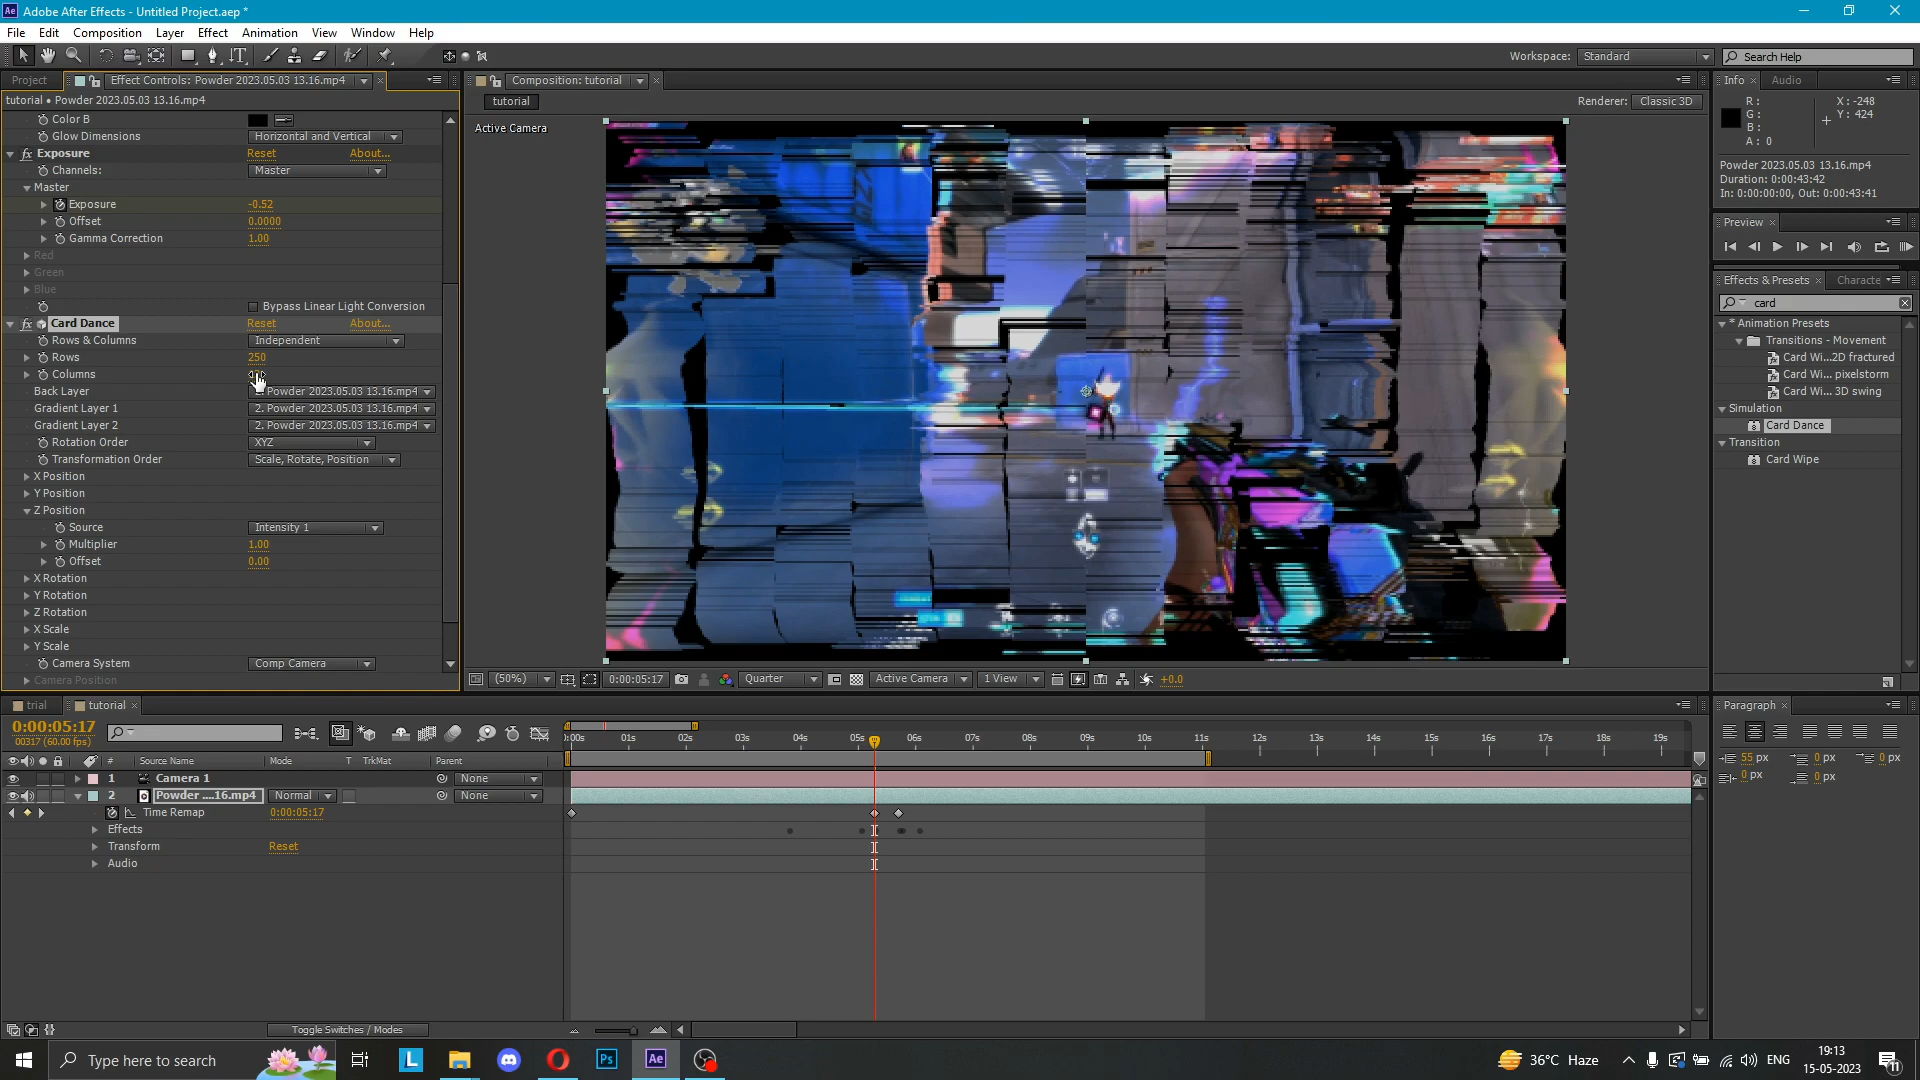 Adobe After Effects - Untitled Project.aep *
File Edit Composition Layer Effect Animation View Window Help
Workspace: Standard Search Help
Project Effect Controls: Powder 2023.05.03 13.16.mp4
tutorial • Powder 2023.05.03 13.16.mp4
Color B
Glow Dimensions Horizontal and Vertical
Exposure Reset About...
Channels: Master
Master
Exposure -0.52
Offset 0.0000
Gamma Correction 1.00
Red
Green
Blue
Bypass Linear Light Conversion
Card Dance Reset About...
Rows & Columns Independent
Rows 250
Columns
Back Layer 2. Powder 2023.05.03 13.16.mp4
Gradient Layer 1 2. Powder 2023.05.03 13.16.mp4
Gradient Layer 2 2. Powder 2023.05.03 13.16.mp4
Rotation Order XYZ
Transformation Order Scale, Rotate, Position
X Position
Y Position
Z Position
Source Intensity 1
Multiplier 1.00
Offset 0.00
X Rotation
Y Rotation
Z Rotation
X Scale
Y Scale
Camera System Comp Camera
Camera Position
Composition: tutorial
tutorial
Renderer: Classic 3D
Active Camera
(50%) 0:00:05:17 Quarter Active Camera 1 View +0.0
Info Audio
R: X: -248
G: Y: 424
B:
A: 0
Powder 2023.05.03 13.16.mp4
Duration: 0:00:43:42
In: 0:00:00:00, Out: 0:00:43:41
Preview
Effects & Presets Characte
card
* Animation Presets
Transitions - Movement
Card Wi...2D fractured
Card Wi... pixelstorm
Card Wi... 3D swing
Simulation
Card Dance
Transition
Card Wipe
trial tutorial
0:00:05:17
00317 (60.00 fps)
# Source Name Mode T TrkMat Parent
1 Camera 1 None
2 Powder ....16.mp4 Normal None
Time Remap 0:00:05:17
Effects
Transform Reset
Audio
):00s 01s 02s 03s 04s 05s 06s 07s 08s 09s 10s 11s 12s 13s 14s 15s 16s 17s 18s 19s
Toggle Switches / Modes
Paragraph
55 px 0 px 0 px
0 px 0 px
Type here to search
36°C Haze ENG
19:13
15-05-2023
11